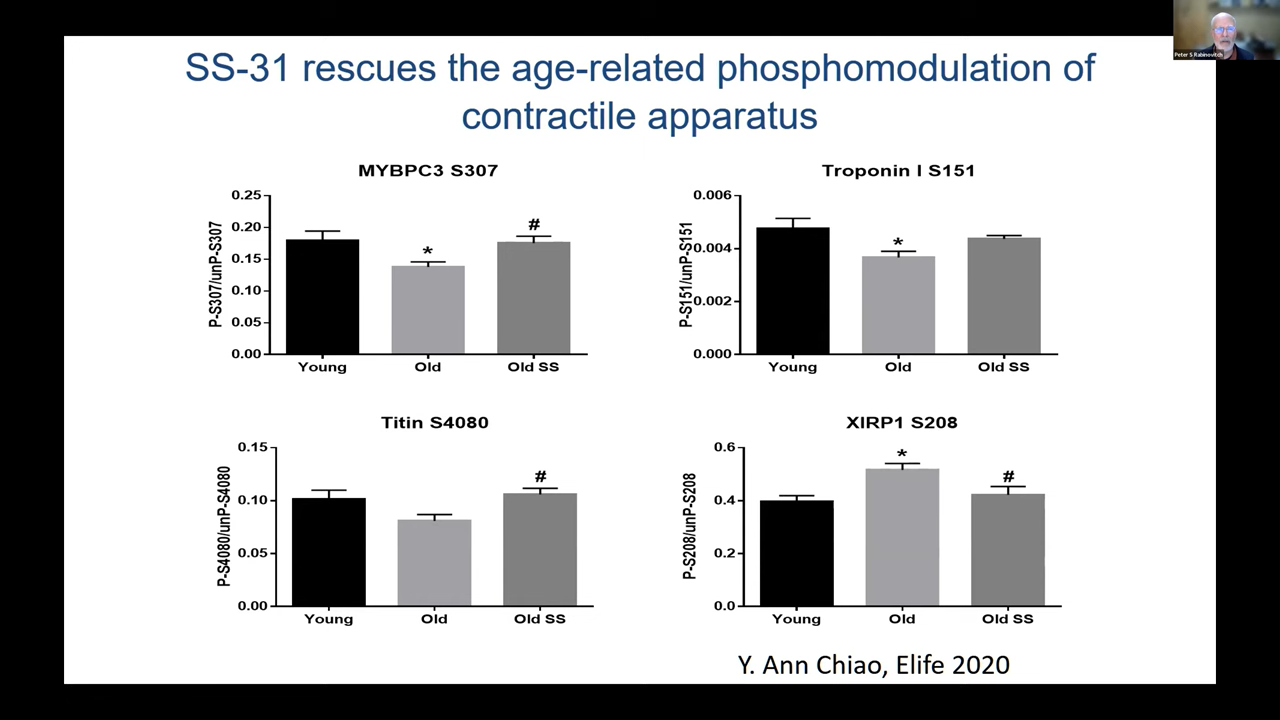 Peter S Rabinovitch
SS-31 rescues the age-related phosphomodulation of
contractile apparatus
MYBPC3 S307
P-S307/unP-S307
0.25
0.20
0.15
0.10
0.05
0.00
*
#
Young Old Old SS
Troponin I S151
P-S151/unP-S151
0.006
0.004
0.002
0.000
*
Young Old Old SS
Titin S4080
P-S4080/unP-S4080
0.15
0.10
0.05
0.00
#
Young Old Old SS
XIRP1 S208
P-S208/unP-S208
0.6
0.4
0.2
0.0
*
#
Young Old Old SS
Y. Ann Chiao, Elife 2020